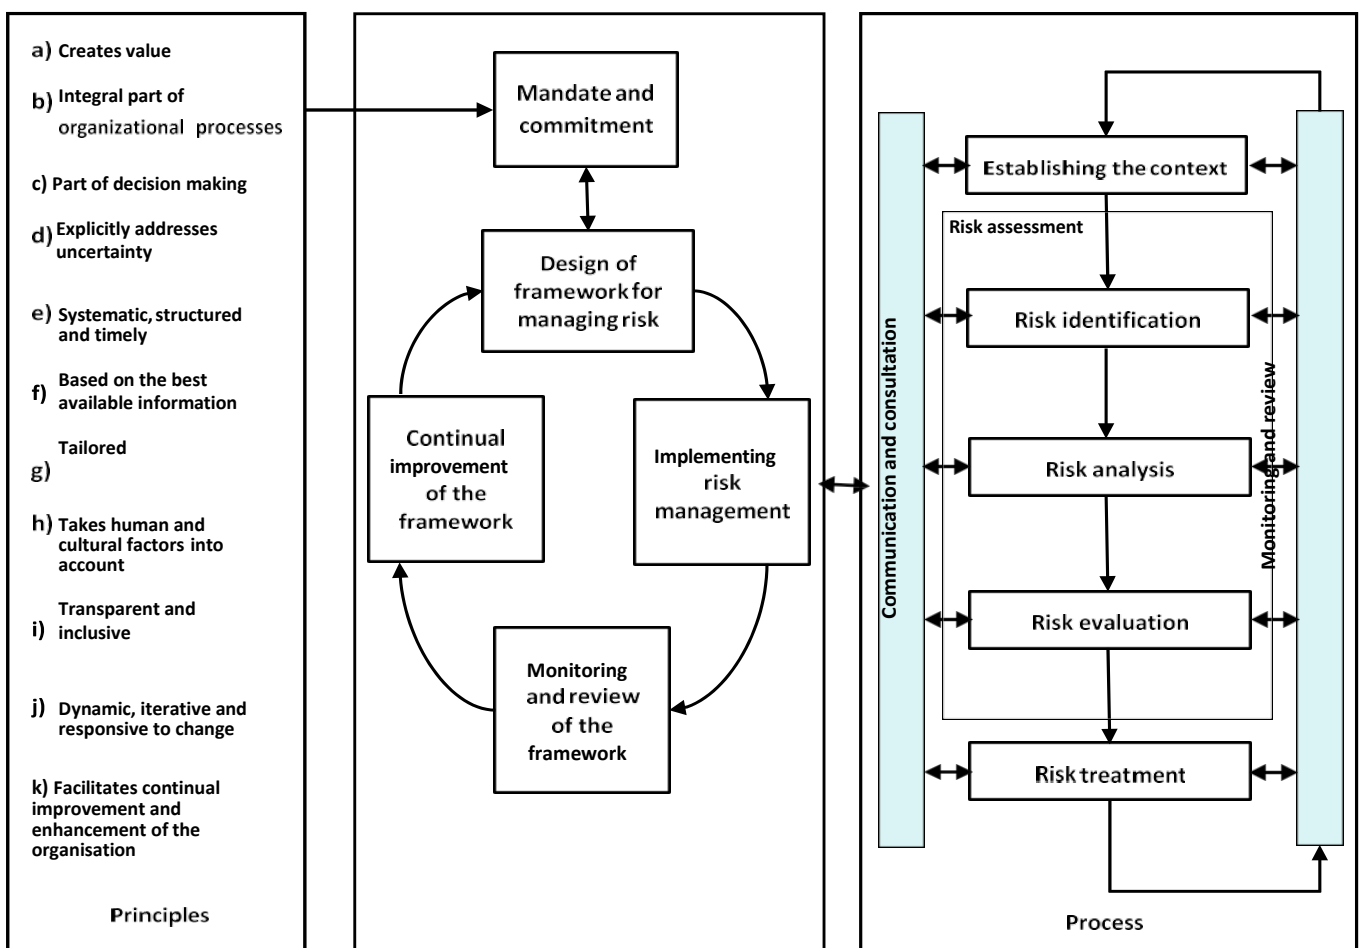 a) Creates value
b) Integral part of
organizational processes
c) Part of decision making
d) Explicitly addresses
uncertainty
e) Systematic, structured
and timely
f) Based on the best
available information
Tailored
g)
h) Takes human and
cultural factors into
account
Transparent and
i) inclusive
j) Dynamic, iterative and
responsive to change
k) Facilitates continual
improvement and
enhancement of the
organisation
Principles
Mandate and
commitment
Design of
framework for
managing risk
Continual
improvement
of the
framework
Implementing
risk
management
Monitoring
and review
of the
framework
Communication and consultation
Establishing the context
Risk assessment
Risk identification
Risk analysis
Risk evaluation
Risk treatment
Monitoring and review
Process